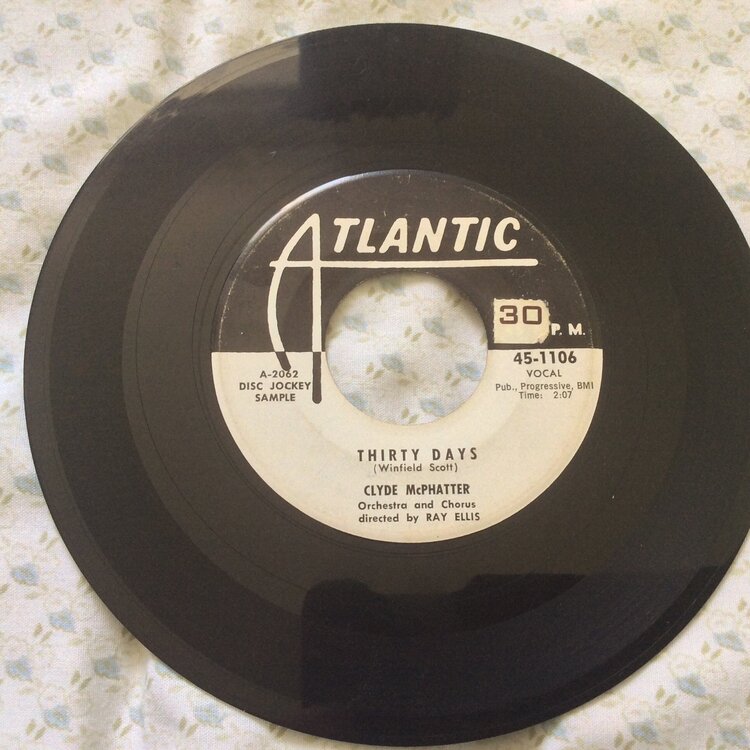 ATLANTIC
30
P. M.
45-1106
VOCAL
Pub., Progressive, BMI
Time: 2:07
A-2062
DISC JOCKEY
SAMPLE
THIRTY DAYS
(Winfield Scott)
CLYDE McPHATTER
Orchestra and Chorus
directed by RAY ELLIS